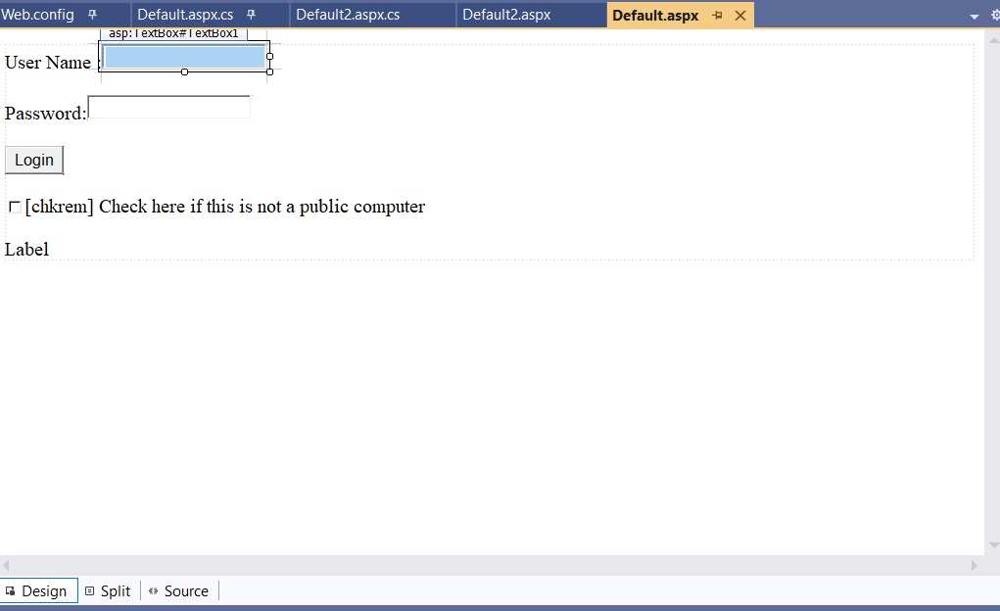 Web.config Default.aspx.cs Default2.aspx.cs Default2.aspx Default.aspx
asp:TextBox#TextBox1
User Name :
Password:
Login
[chkrem] Check here if this is not a public computer
Label
Design Split Source